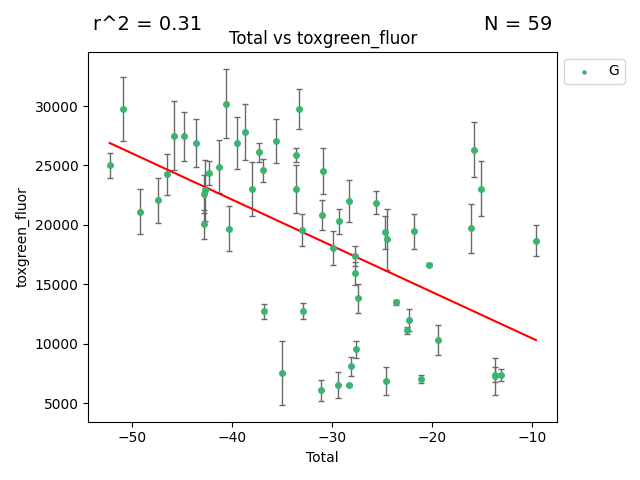 r^2 = 0.31
N = 59
Total vs toxgreen_fluor
G
30000
25000
20000
15000
10000
5000
toxgreen_fluor
−50
−40
−30
−20
−10
Total